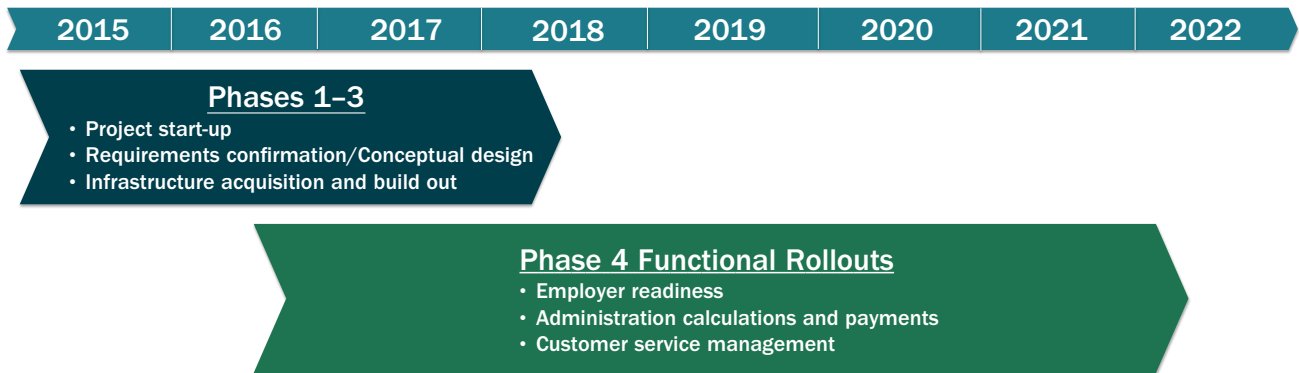 2015 2016 2017 2018 2019 2020 2021 2022
Phases 1–3
• Project start-up
• Requirements confirmation/Conceptual design
• Infrastructure acquisition and build out
Phase 4 Functional Rollouts
• Employer readiness
• Administration calculations and payments
• Customer service management